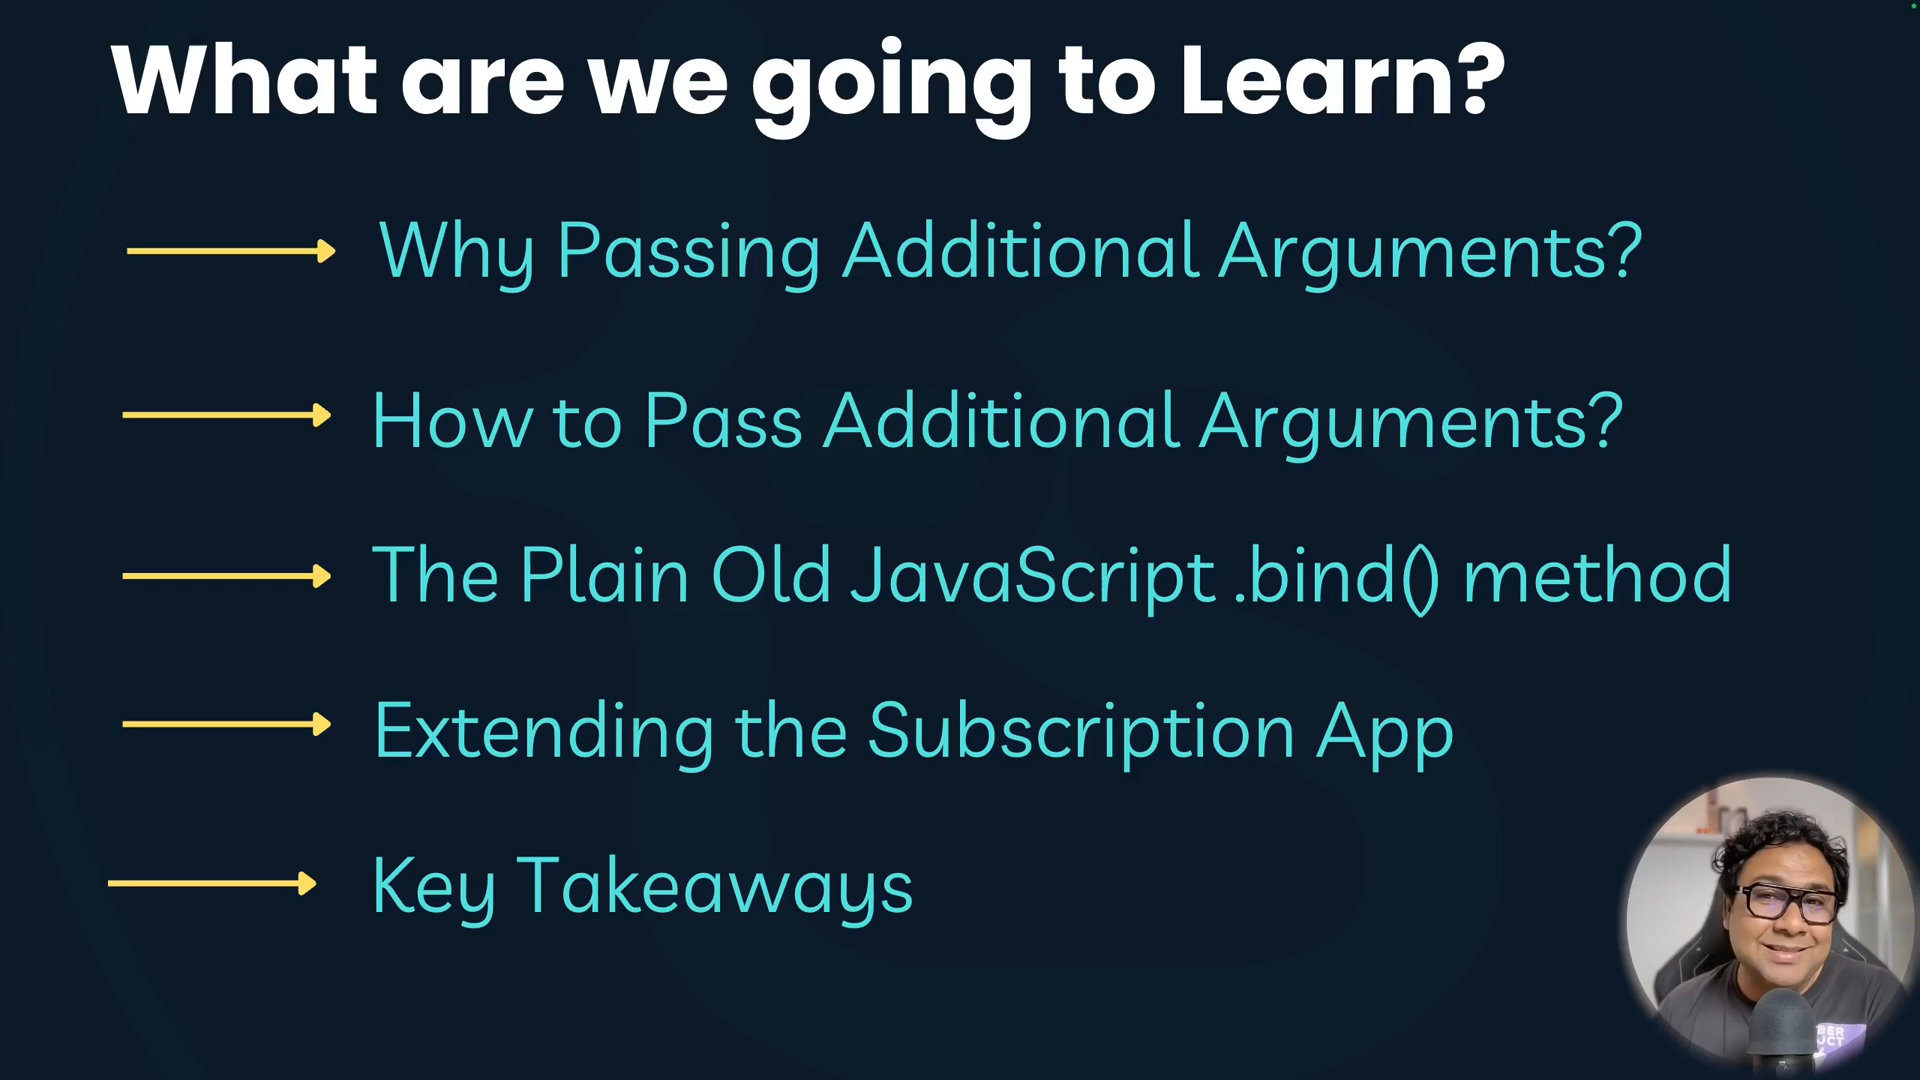 What are we going to Learn?
Why Passing Additional Arguments?
How to Pass Additional Arguments?
The Plain Old JavaScript .bind() method
Extending the Subscription App
Key Takeaways